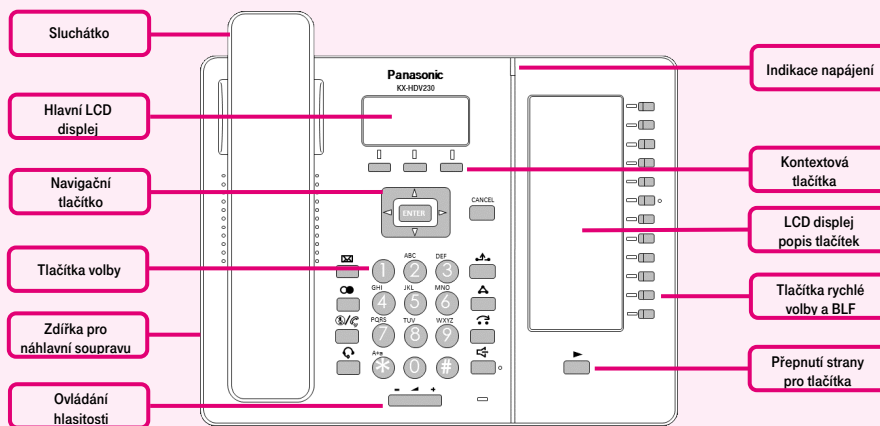 Sluchátko
Hlavní LCD
displej
Navigační
tlačítko
Tlačítka volby
Zdířka pro
náhlavní soupravu
Ovládání
hlasitosti
Panasonic
KX-HDV230
ENTER
CANCEL
ABC DEF
1 2 3
GHI JKL MNO
4 5 6
PQRS TUV WXYZ
7 8 9
A+a
* 0 #
- +
Indikace napájení
Kontextová
tlačítka
LCD displej
popis tlačítek
Tlačítka rychlé
volby a BLF
Přepnutí strany
pro tlačítka